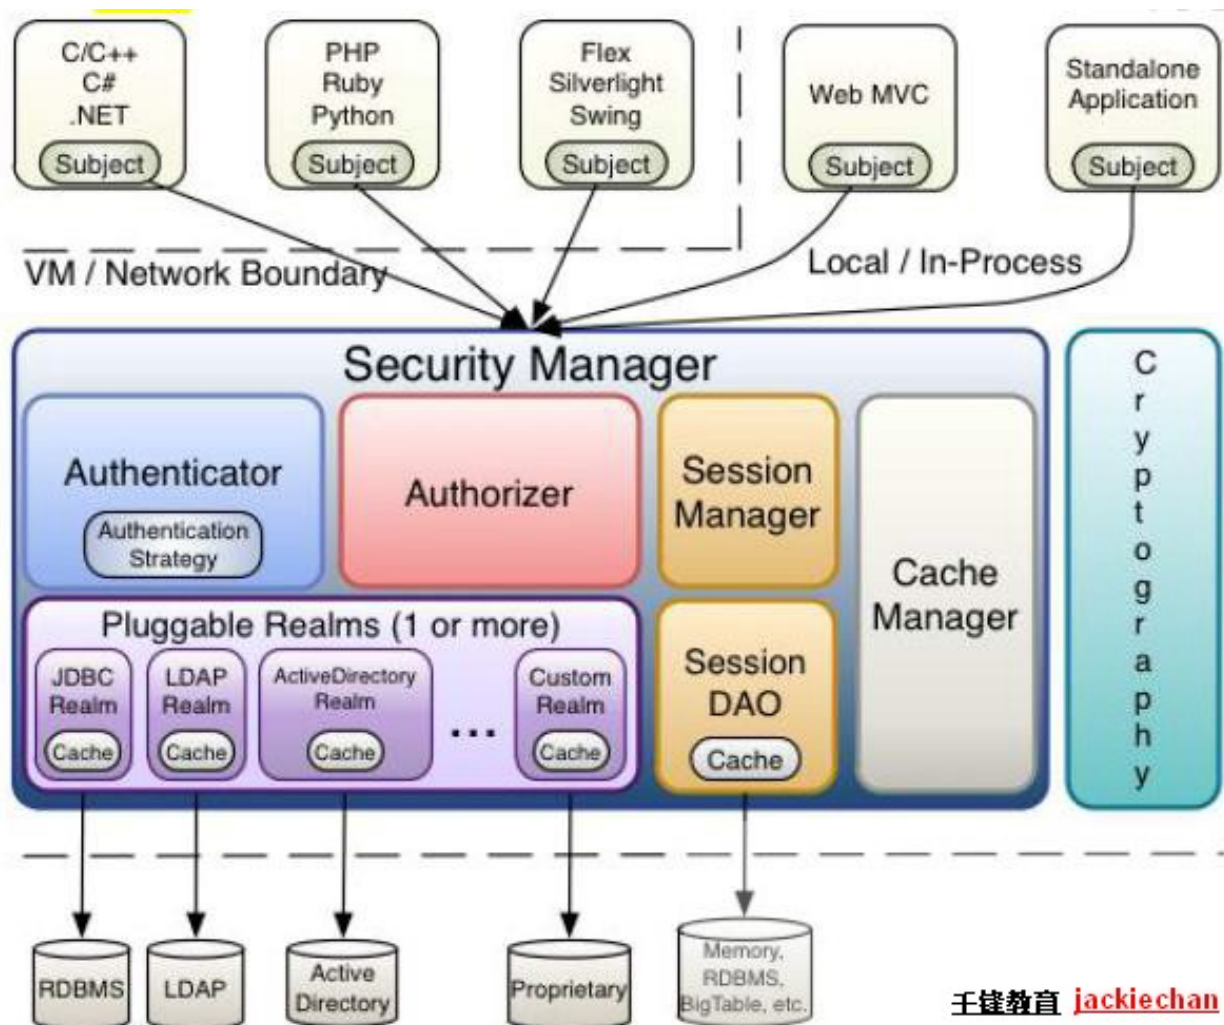 C/C++
C#
.NET
Subject
PHP
Ruby
Python
Subject
Flex
Silverlight
Swing
Subject
Web MVC
Subject
Standalone
Application
Subject
VM / Network Boundary
Local / In-Process
Security Manager
Authenticator
Authentication
Strategy
Authorizer
Session
Manager
Cache
Manager
Cryptography
Pluggable Realms (1 or more)
JDBC
Realm
Cache
LDAP
Realm
Cache
ActiveDirectory
Realm
Cache
...
Custom
Realm
Cache
Session
DAO
Cache
RDBMS
LDAP
Active
Directory
Proprietary
Memory,
RDBMS,
BigTable, etc.
千锋教育 jackiechan